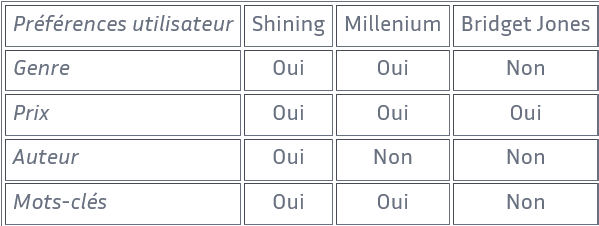 Préférences utilisateur Shining Millenium Bridget Jones
Genre Oui Oui Non
Prix Oui Oui Oui
Auteur Oui Non Non
Mots-clés Oui Oui Non